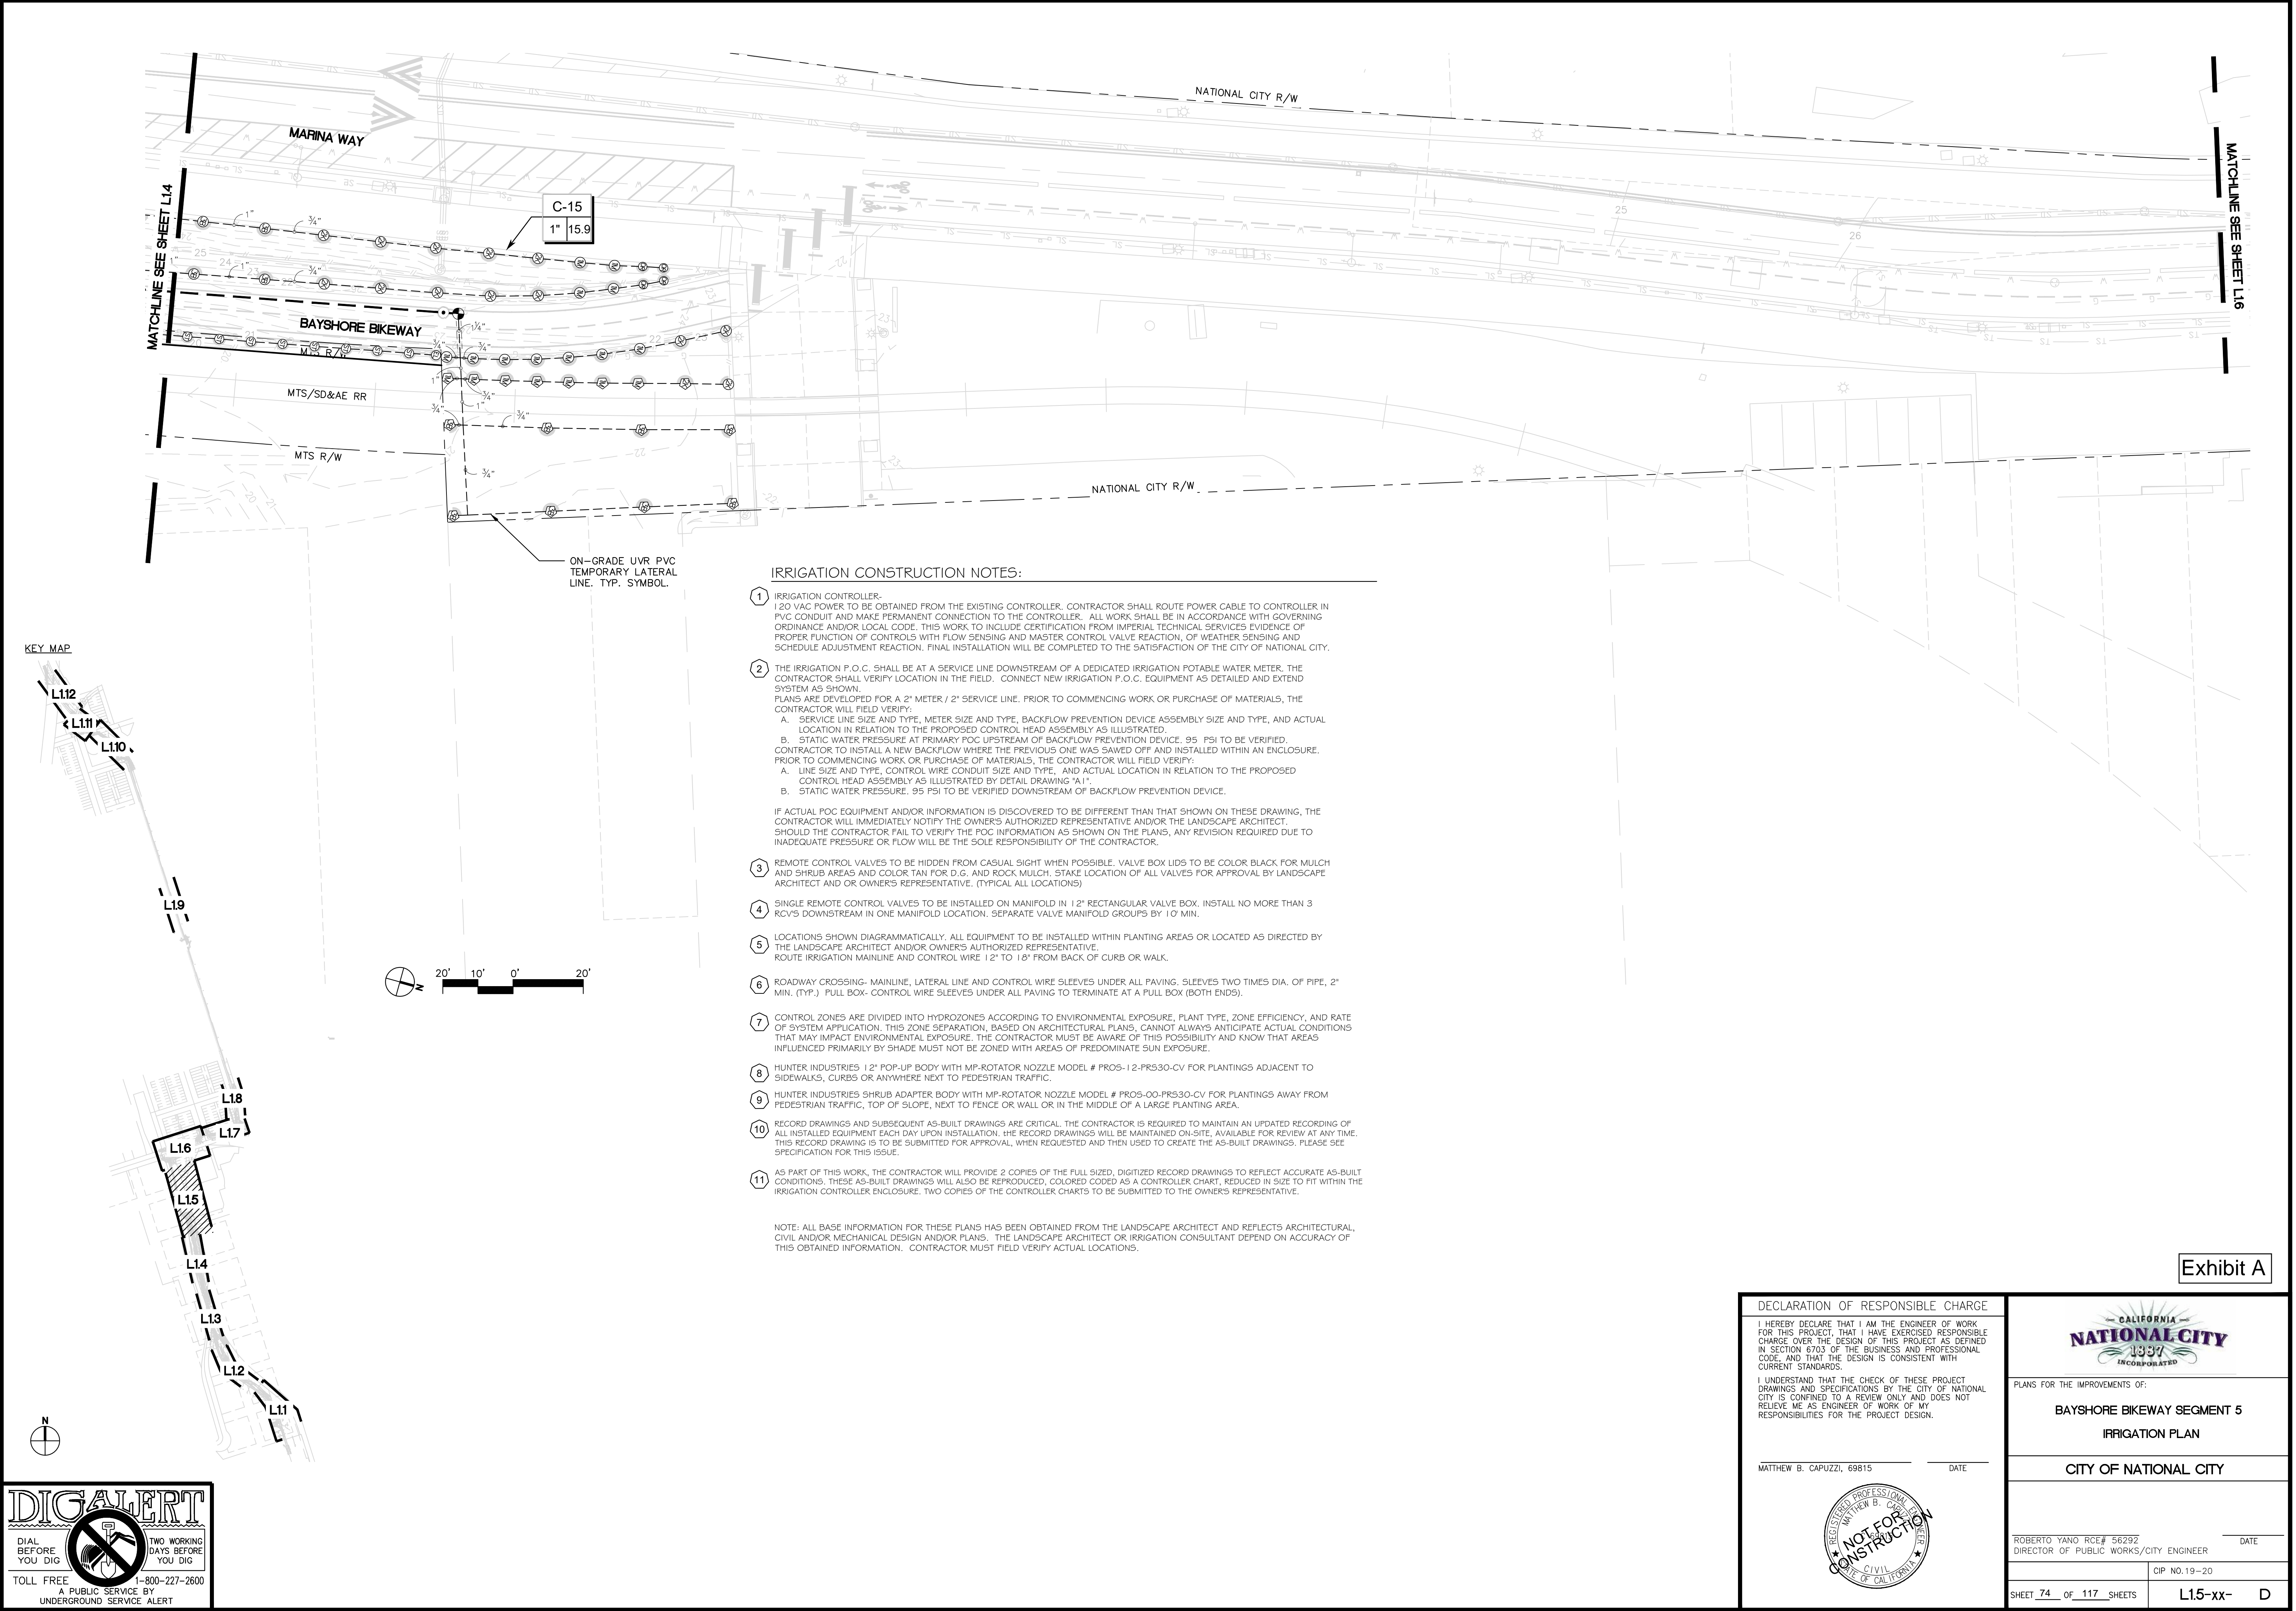 NATIONAL CITY R/W
MARINA WAY
MATCHLINE SEE SHEET L1.4
MATCHLINE SEE SHEET L1.6
C-15
1" 15.9
1"
3/4"
1"
1"
3/4"
25
24
23
22
25
26
BAYSHORE BIKEWAY
1 1/4"
3/4"
3/4"
MTS R/W
22
23
1"
3/4"
MTS/SD&AE RR
3/4"
1"
3/4"
MTS R/W
3/4"
NATIONAL CITY R/W
ON-GRADE UVR PVC
TEMPORARY LATERAL
LINE. TYP. SYMBOL.
IRRIGATION CONSTRUCTION NOTES:
1 IRRIGATION CONTROLLER-
120 VAC POWER TO BE OBTAINED FROM THE EXISTING CONTROLLER. CONTRACTOR SHALL ROUTE POWER CABLE TO CONTROLLER IN
PVC CONDUIT AND MAKE PERMANENT CONNECTION TO THE CONTROLLER. ALL WORK SHALL BE IN ACCORDANCE WITH GOVERNING
ORDINANCE AND/OR LOCAL CODE. THIS WORK TO INCLUDE CERTIFICATION FROM IMPERIAL TECHNICAL SERVICES EVIDENCE OF
PROPER FUNCTION OF CONTROLS WITH FLOW SENSING AND MASTER CONTROL VALVE REACTION, OF WEATHER SENSING AND
SCHEDULE ADJUSTMENT REACTION. FINAL INSTALLATION WILL BE COMPLETED TO THE SATISFACTION OF THE CITY OF NATIONAL CITY.
2 THE IRRIGATION P.O.C. SHALL BE AT A SERVICE LINE DOWNSTREAM OF A DEDICATED IRRIGATION POTABLE WATER METER. THE
CONTRACTOR SHALL VERIFY LOCATION IN THE FIELD. CONNECT NEW IRRIGATION P.O.C. EQUIPMENT AS DETAILED AND EXTEND
SYSTEM AS SHOWN.
PLANS ARE DEVELOPED FOR A 2" METER / 2" SERVICE LINE. PRIOR TO COMMENCING WORK OR PURCHASE OF MATERIALS, THE
CONTRACTOR WILL FIELD VERIFY:
A. SERVICE LINE SIZE AND TYPE, METER SIZE AND TYPE, BACKFLOW PREVENTION DEVICE ASSEMBLY SIZE AND TYPE, AND ACTUAL
LOCATION IN RELATION TO THE PROPOSED CONTROL HEAD ASSEMBLY AS ILLUSTRATED.
B. STATIC WATER PRESSURE AT PRIMARY POC UPSTREAM OF BACKFLOW PREVENTION DEVICE. 95 PSI TO BE VERIFIED.
CONTRACTOR TO INSTALL A NEW BACKFLOW WHERE THE PREVIOUS ONE WAS SAWED OFF AND INSTALLED WITHIN AN ENCLOSURE.
PRIOR TO COMMENCING WORK OR PURCHASE OF MATERIALS, THE CONTRACTOR WILL FIELD VERIFY:
A. LINE SIZE AND TYPE, CONTROL WIRE CONDUIT SIZE AND TYPE, AND ACTUAL LOCATION IN RELATION TO THE PROPOSED
CONTROL HEAD ASSEMBLY AS ILLUSTRATED BY DETAIL DRAWING "A1".
B. STATIC WATER PRESSURE. 95 PSI TO BE VERIFIED DOWNSTREAM OF BACKFLOW PREVENTION DEVICE.
IF ACTUAL POC EQUIPMENT AND/OR INFORMATION IS DISCOVERED TO BE DIFFERENT THAN THAT SHOWN ON THESE DRAWING, THE
CONTRACTOR WILL IMMEDIATELY NOTIFY THE OWNER'S AUTHORIZED REPRESENTATIVE AND/OR THE LANDSCAPE ARCHITECT.
SHOULD THE CONTRACTOR FAIL TO VERIFY THE POC INFORMATION AS SHOWN ON THE PLANS, ANY REVISION REQUIRED DUE TO
INADEQUATE PRESSURE OR FLOW WILL BE THE SOLE RESPONSIBILITY OF THE CONTRACTOR.
3 REMOTE CONTROL VALVES TO BE HIDDEN FROM CASUAL SIGHT WHEN POSSIBLE. VALVE BOX LIDS TO BE COLOR BLACK FOR MULCH
AND SHRUB AREAS AND COLOR TAN FOR D.G. AND ROCK MULCH. STAKE LOCATION OF ALL VALVES FOR APPROVAL BY LANDSCAPE
ARCHITECT AND OR OWNER'S REPRESENTATIVE. (TYPICAL ALL LOCATIONS)
4 SINGLE REMOTE CONTROL VALVES TO BE INSTALLED ON MANIFOLD IN 12" RECTANGULAR VALVE BOX. INSTALL NO MORE THAN 3
RCV'S DOWNSTREAM IN ONE MANIFOLD LOCATION. SEPARATE VALVE MANIFOLD GROUPS BY 10' MIN.
5 LOCATIONS SHOWN DIAGRAMMATICALLY. ALL EQUIPMENT TO BE INSTALLED WITHIN PLANTING AREAS OR LOCATED AS DIRECTED BY
THE LANDSCAPE ARCHITECT AND/OR OWNER'S AUTHORIZED REPRESENTATIVE.
ROUTE IRRIGATION MAINLINE AND CONTROL WIRE 12" TO 18" FROM BACK OF CURB OR WALK.
6 ROADWAY CROSSING- MAINLINE, LATERAL LINE AND CONTROL WIRE SLEEVES UNDER ALL PAVING. SLEEVES TWO TIMES DIA. OF PIPE, 2"
MIN. (TYP.) PULL BOX- CONTROL WIRE SLEEVES UNDER ALL PAVING TO TERMINATE AT A PULL BOX (BOTH ENDS).
7 CONTROL ZONES ARE DIVIDED INTO HYDROZONES ACCORDING TO ENVIRONMENTAL EXPOSURE, PLANT TYPE, ZONE EFFICIENCY, AND RATE
OF SYSTEM APPLICATION. THIS ZONE SEPARATION, BASED ON ARCHITECTURAL PLANS, CANNOT ALWAYS ANTICIPATE ACTUAL CONDITIONS
THAT MAY IMPACT ENVIRONMENTAL EXPOSURE. THE CONTRACTOR MUST BE AWARE OF THIS POSSIBILITY AND KNOW THAT AREAS
INFLUENCED PRIMARILY BY SHADE MUST NOT BE ZONED WITH AREAS OF PREDOMINATE SUN EXPOSURE.
8 HUNTER INDUSTRIES 12" POP-UP BODY WITH MP-ROTATOR NOZZLE MODEL # PROS-12-PRS30-CV FOR PLANTINGS ADJACENT TO
SIDEWALKS, CURBS OR ANYWHERE NEXT TO PEDESTRIAN TRAFFIC.
9 HUNTER INDUSTRIES SHRUB ADAPTER BODY WITH MP-ROTATOR NOZZLE MODEL # PROS-00-PRS30-CV FOR PLANTINGS AWAY FROM
PEDESTRIAN TRAFFIC, TOP OF SLOPE, NEXT TO FENCE OR WALL OR IN THE MIDDLE OF A LARGE PLANTING AREA.
10 RECORD DRAWINGS AND SUBSEQUENT AS-BUILT DRAWINGS ARE CRITICAL. THE CONTRACTOR IS REQUIRED TO MAINTAIN AN UPDATED RECORDING OF
ALL INSTALLED EQUIPMENT EACH DAY UPON INSTALLATION. tHE RECORD DRAWINGS WILL BE MAINTAINED ON-SITE, AVAILABLE FOR REVIEW AT ANY TIME.
THIS RECORD DRAWING IS TO BE SUBMITTED FOR APPROVAL, WHEN REQUESTED AND THEN USED TO CREATE THE AS-BUILT DRAWINGS. PLEASE SEE
SPECIFICATION FOR THIS ISSUE.
11 AS PART OF THIS WORK, THE CONTRACTOR WILL PROVIDE 2 COPIES OF THE FULL SIZED, DIGITIZED RECORD DRAWINGS TO REFLECT ACCURATE AS-BUILT
CONDITIONS. THESE AS-BUILT DRAWINGS WILL ALSO BE REPRODUCED, COLORED CODED AS A CONTROLLER CHART, REDUCED IN SIZE TO FIT WITHIN THE
IRRIGATION CONTROLLER ENCLOSURE. TWO COPIES OF THE CONTROLLER CHARTS TO BE SUBMITTED TO THE OWNER'S REPRESENTATIVE.
NOTE: ALL BASE INFORMATION FOR THESE PLANS HAS BEEN OBTAINED FROM THE LANDSCAPE ARCHITECT AND REFLECTS ARCHITECTURAL,
CIVIL AND/OR MECHANICAL DESIGN AND/OR PLANS. THE LANDSCAPE ARCHITECT OR IRRIGATION CONSULTANT DEPEND ON ACCURACY OF
THIS OBTAINED INFORMATION. CONTRACTOR MUST FIELD VERIFY ACTUAL LOCATIONS.
KEY MAP
L1.12
L1.11
L1.10
L1.9
L1.8
L1.7
L1.6
L1.5
L1.4
L1.3
L1.2
L1.1
N
N
20' 10' 0' 20'
DIGALERT
DIAL
BEFORE
YOU DIG
TWO WORKING
DAYS BEFORE
YOU DIG
TOLL FREE 1-800-227-2600
A PUBLIC SERVICE BY
UNDERGROUND SERVICE ALERT
Exhibit A
DECLARATION OF RESPONSIBLE CHARGE
I HEREBY DECLARE THAT I AM THE ENGINEER OF WORK
FOR THIS PROJECT, THAT I HAVE EXERCISED RESPONSIBLE
CHARGE OVER THE DESIGN OF THIS PROJECT AS DEFINED
IN SECTION 6703 OF THE BUSINESS AND PROFESSIONAL
CODE, AND THAT THE DESIGN IS CONSISTENT WITH
CURRENT STANDARDS.
I UNDERSTAND THAT THE CHECK OF THESE PROJECT
DRAWINGS AND SPECIFICATIONS BY THE CITY OF NATIONAL
CITY IS CONFINED TO A REVIEW ONLY AND DOES NOT
RELIEVE ME AS ENGINEER OF WORK OF MY
RESPONSIBILITIES FOR THE PROJECT DESIGN.
MATTHEW B. CAPUZZI, 69815 DATE
REGISTERED PROFESSIONAL ENGINEER
MATTHEW B.
NOT FOR
CONSTRUCTION
CIVIL
STATE OF CALIFORNIA
CALIFORNIA
NATIONAL CITY
1887
INCORPORATED
PLANS FOR THE IMPROVEMENTS OF:
BAYSHORE BIKEWAY SEGMENT 5
IRRIGATION PLAN
CITY OF NATIONAL CITY
ROBERTO YANO RCE# 56292 DATE
DIRECTOR OF PUBLIC WORKS/CITY ENGINEER
CIP NO. 19-20
SHEET 74 OF 117 SHEETS L1.5-xx- D